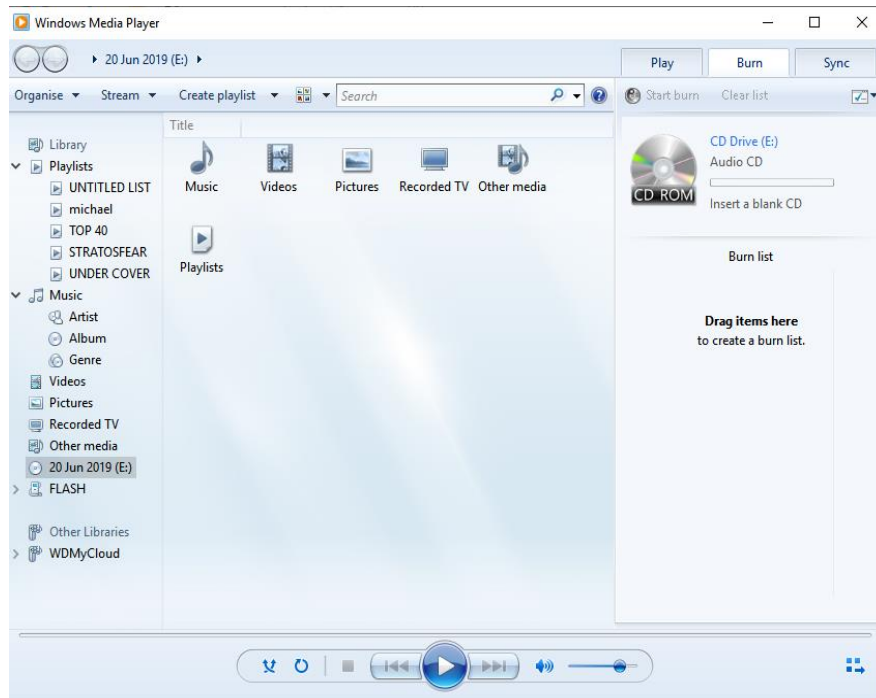 Windows Media Player
20 Jun 2019 (E:)
Play Burn Sync
Organise Stream Create playlist Search Start burn Clear list
Title
Library
Playlists
UNTITLED LIST
michael
TOP 40
STRATOSFEAR
UNDER COVER
Music
Artist
Album
Genre
Videos
Pictures
Recorded TV
Other media
20 Jun 2019 (E:)
FLASH
Other Libraries
WDMyCloud
Music Videos Pictures Recorded TV Other media
Playlists
CD ROM
CD Drive (E:)
Audio CD
Insert a blank CD
Burn list
Drag items here
to create a burn list.